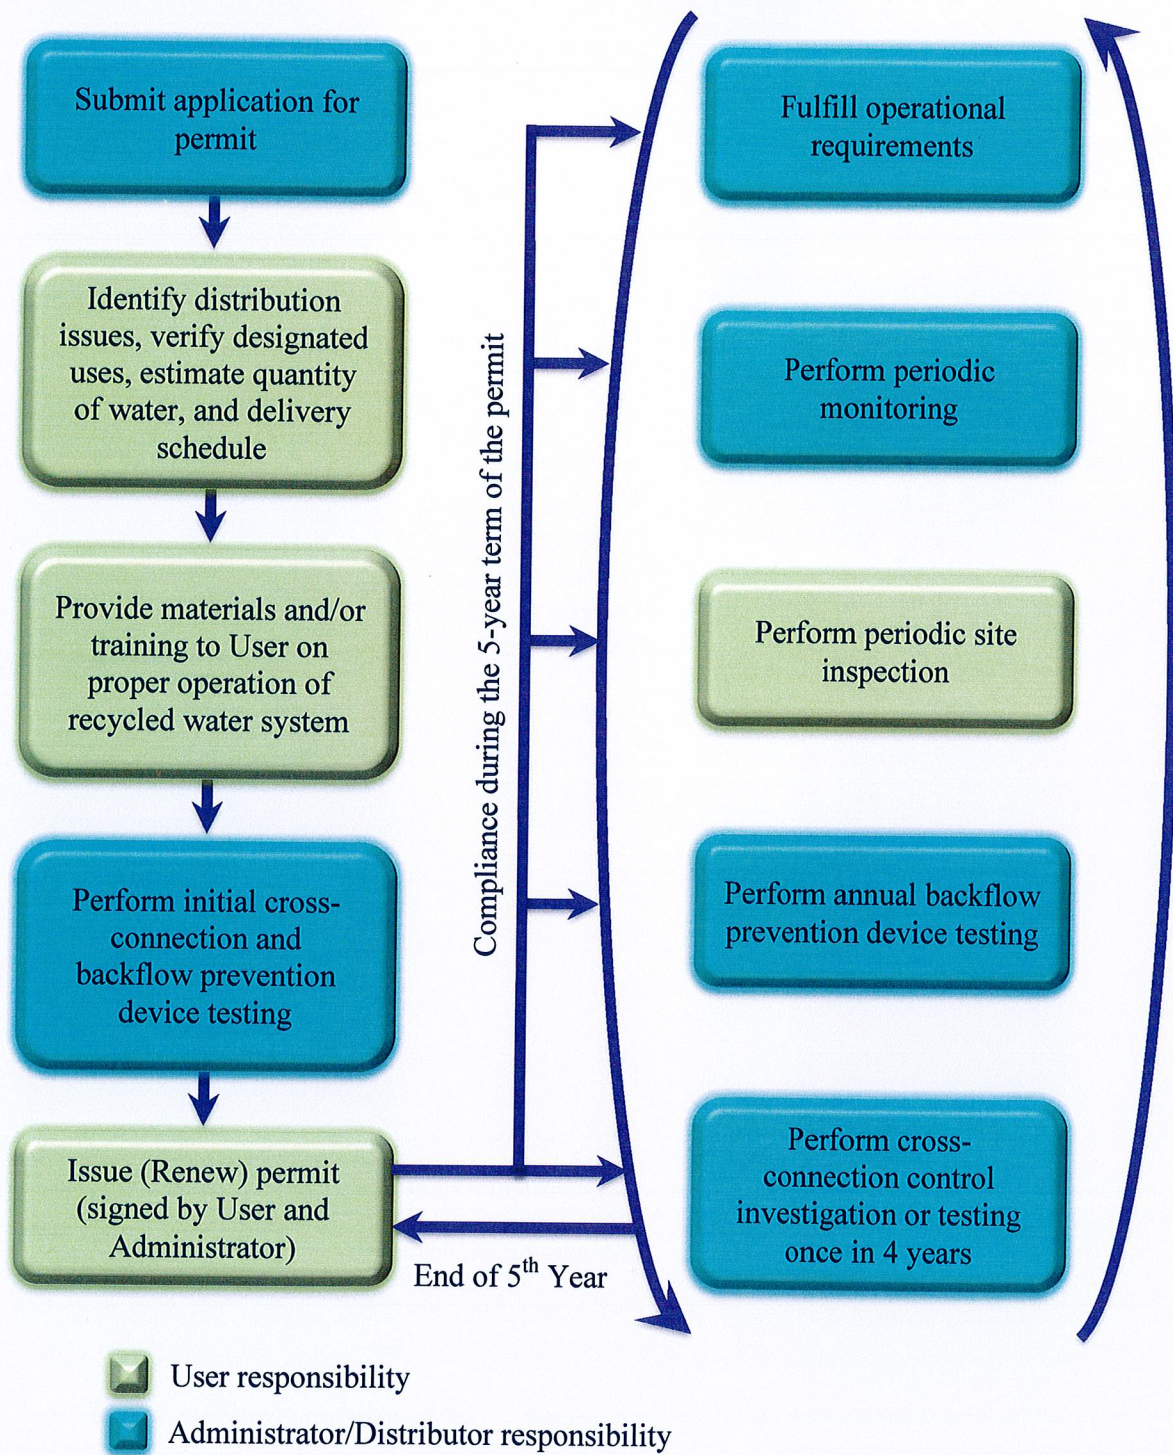 Submit application for
permit
Identify distribution
issues, verify designated
uses, estimate quantity
of water, and delivery
schedule
Provide materials and/or
training to User on
proper operation of
recycled water system
Perform initial cross-
connection and
backflow prevention
device testing
Issue (Renew) permit
(signed by User and
Administrator)
End of 5th Year
Compliance during the 5-year term of the permit
Fulfill operational
requirements
Perform periodic
monitoring
Perform periodic site
inspection
Perform annual backflow
prevention device testing
Perform cross-
connection control
investigation or testing
once in 4 years
User responsibility
Administrator/Distributor responsibility